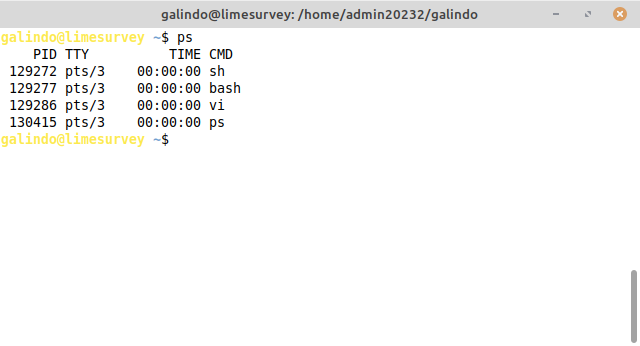 galindo@limesurvey: /home/admin20232/galindo
galindo@limesurvey ~$ ps
    PID TTY          TIME CMD
 129272 pts/3    00:00:00 sh
 129277 pts/3    00:00:00 bash
 129286 pts/3    00:00:00 vi
 130415 pts/3    00:00:00 ps
galindo@limesurvey ~$